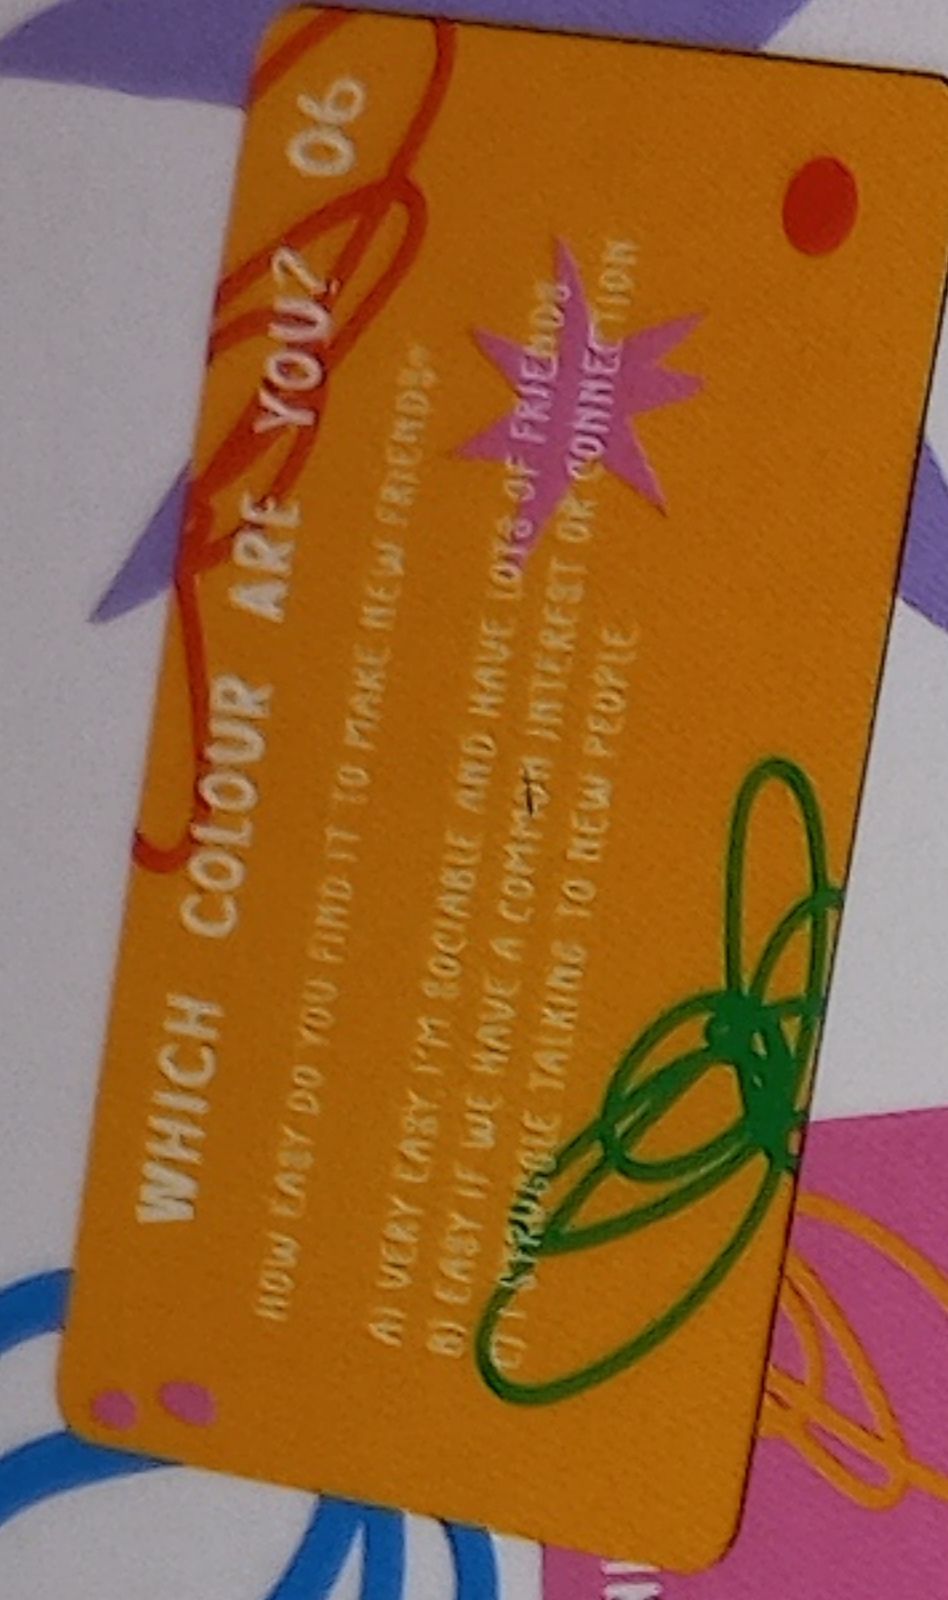 WHICH COLOUR ARE YOU? 06
HOW EASY DO YOU FIND IT TO MAKE NEW FRIENDS
A) VERY EASY, I'M SOCIABLE AND HAVE LOTS OF FRIENDS
B) EASY IF WE HAVE A COMMON INTEREST OR CONNECTION
C) I STRUGGLE TALKING TO NEW PEOPLE